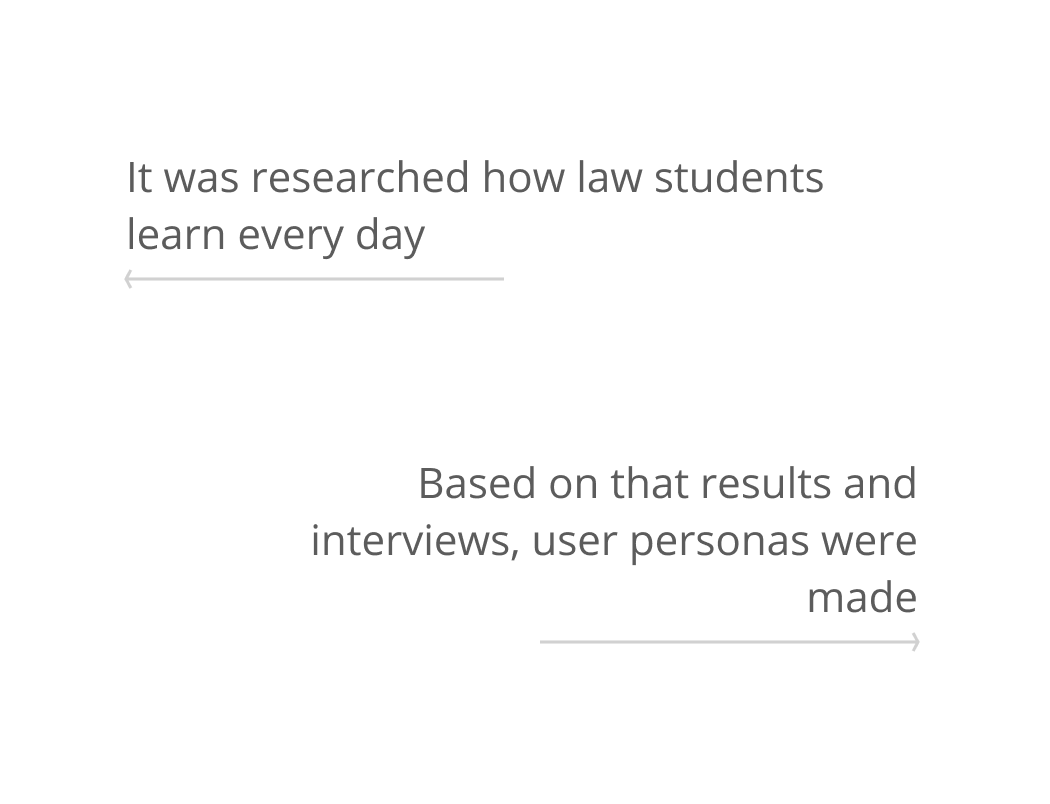 It was researched how law students
learn every day
Based on that results and
interviews, user personas were
made